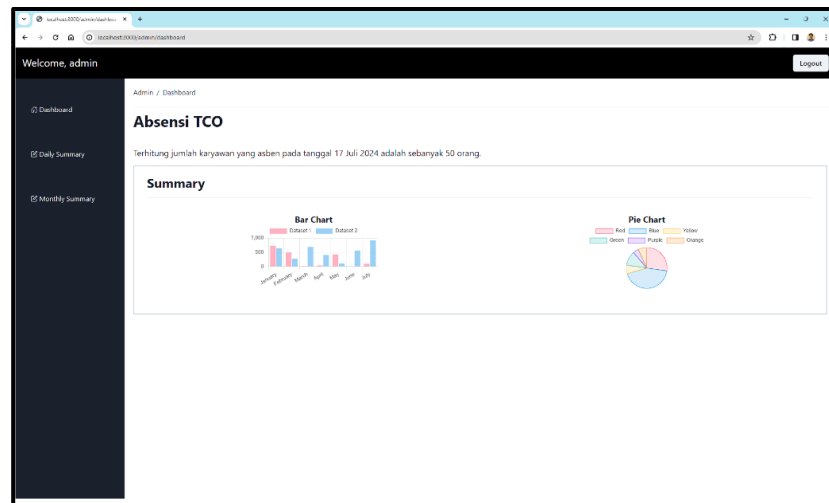 localhost:3000/admin/dashboard
Welcome, admin
Logout
Dashboard
Daily Summary
Monthly Summary
Admin / Dashboard
Absensi TCO
Terhitung jumlah karyawan yang asben pada tanggal 17 Juli 2024 adalah sebanyak 50 orang.
Summary
Bar Chart
Dataset 1 Dataset 2
1,000
500
0
January February March April May June July
Pie Chart
Red Blue Yellow
Green Purple Orange